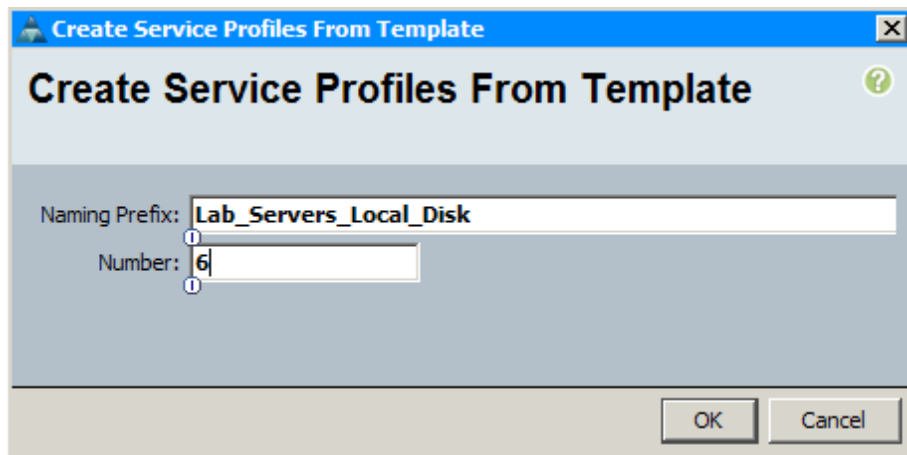 Create Service Profiles From Template
Create Service Profiles From Template
Naming Prefix: Lab_Servers_Local_Disk
Number: 6
OK Cancel